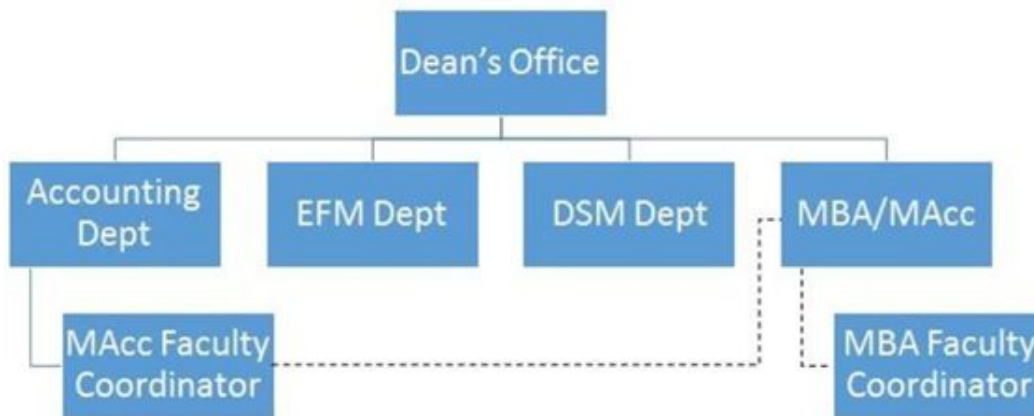 Dean's Office
Accounting
Dept
EFM Dept
DSM Dept
MBA/MAcc
MAcc Faculty
Coordinator
MBA Faculty
Coordinator